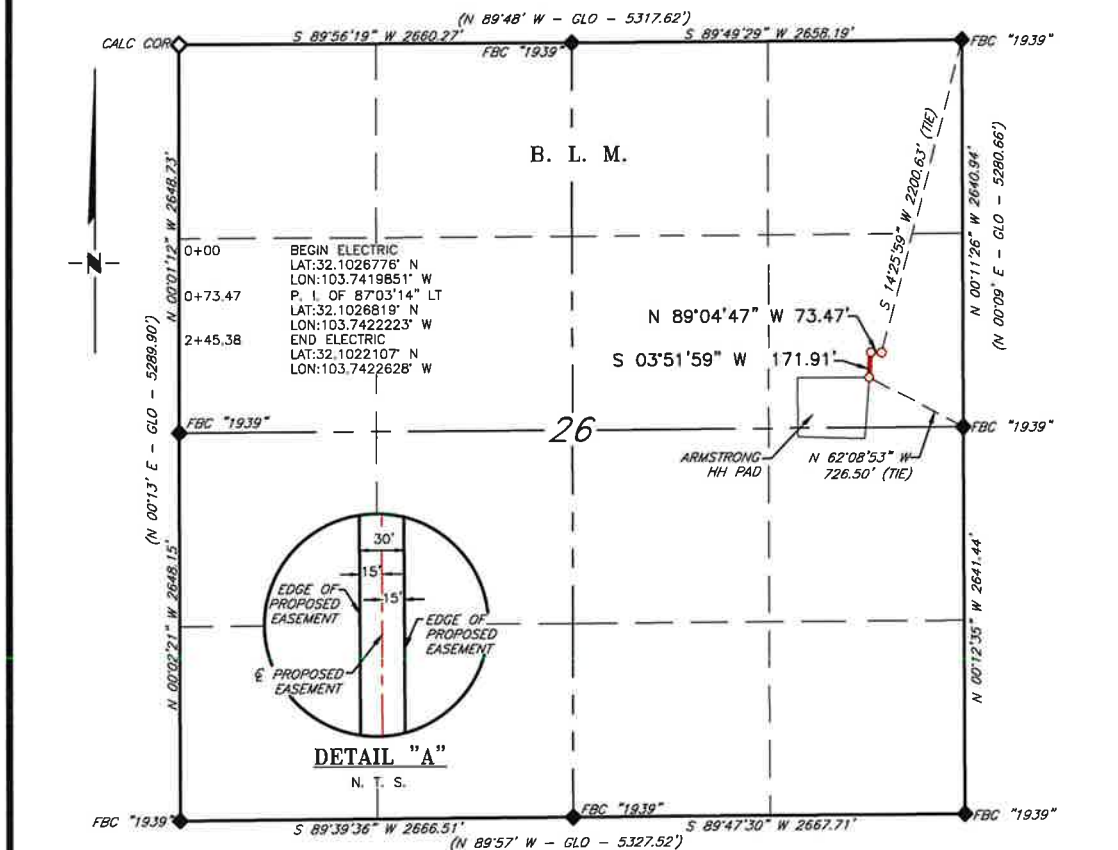 (N 89°48' W - GLO - 5317.62')
S 89°56'19" W 2660.27'
S 89°49'29" W 2658.19'
CALC COR
FBC "1939"
FBC "1939"
B. L. M.
N 00°01'12" W 2648.73'
S 14°25'59" W 2200.63' (TIE)
N 00°11'26" W 2640.94'
(N 00°09' E - GLO - 5280.66')
N
0+00 BEGIN ELECTRIC
LAT:32.1026776° N
LON:103.7419851° W
0+73.47 P. I. OF 87°03'14" LT
LAT:32.1026819° N
LON:103.7422223° W
2+45.38 END ELECTRIC
LAT:32.1022107° N
LON:103.7422628° W
N 89°04'47" W 73.47'
S 03°51'59" W 171.91'
(N 00°13' E - GLO - 5289.90')
FBC "1939"
26
FBC "1939"
ARMSTRONG
HH PAD
N 62°08'53" W
726.50' (TIE)
N 00°02'21" W 2648.15'
N 00°12'35" W 2641.44'
30'
15'
15'
EDGE OF
PROPOSED
EASEMENT
EDGE OF
PROPOSED
EASEMENT
℄ PROPOSED
EASEMENT
DETAIL "A"
N. T. S.
FBC "1939"
FBC "1939"
FBC "1939"
S 89°39'36" W 2666.51'
S 89°47'30" W 2667.71'
(N 89°57' W - GLO - 5327.52')